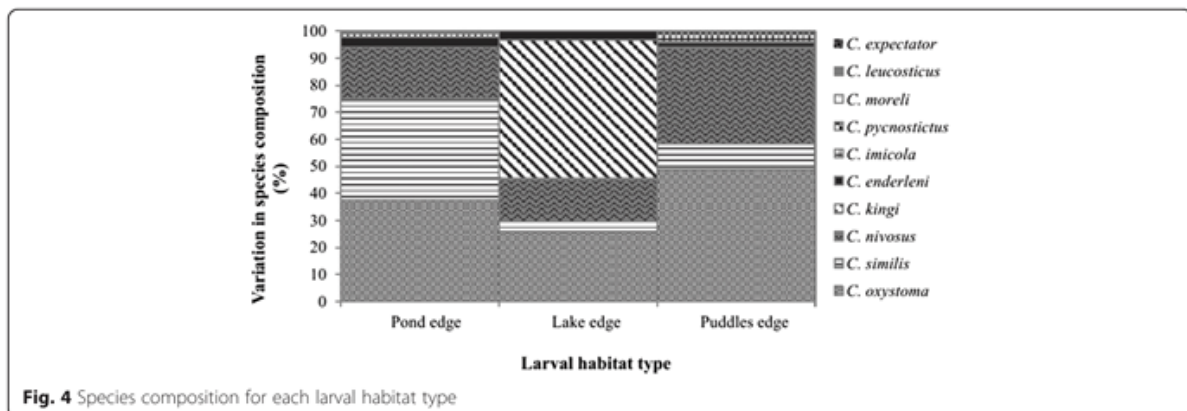 100
90
80
70
60
50
40
30
20
10
0
Variation in species composition
(%)
Pond edge
Lake edge
Puddles edge
Larval habitat type
C. expectator
C. leucosticus
C. moreli
C. pycnostictus
C. imicola
C. enderleni
C. kingi
C. nivosus
C. similis
C. oxystoma
Fig. 4 Species composition for each larval habitat type